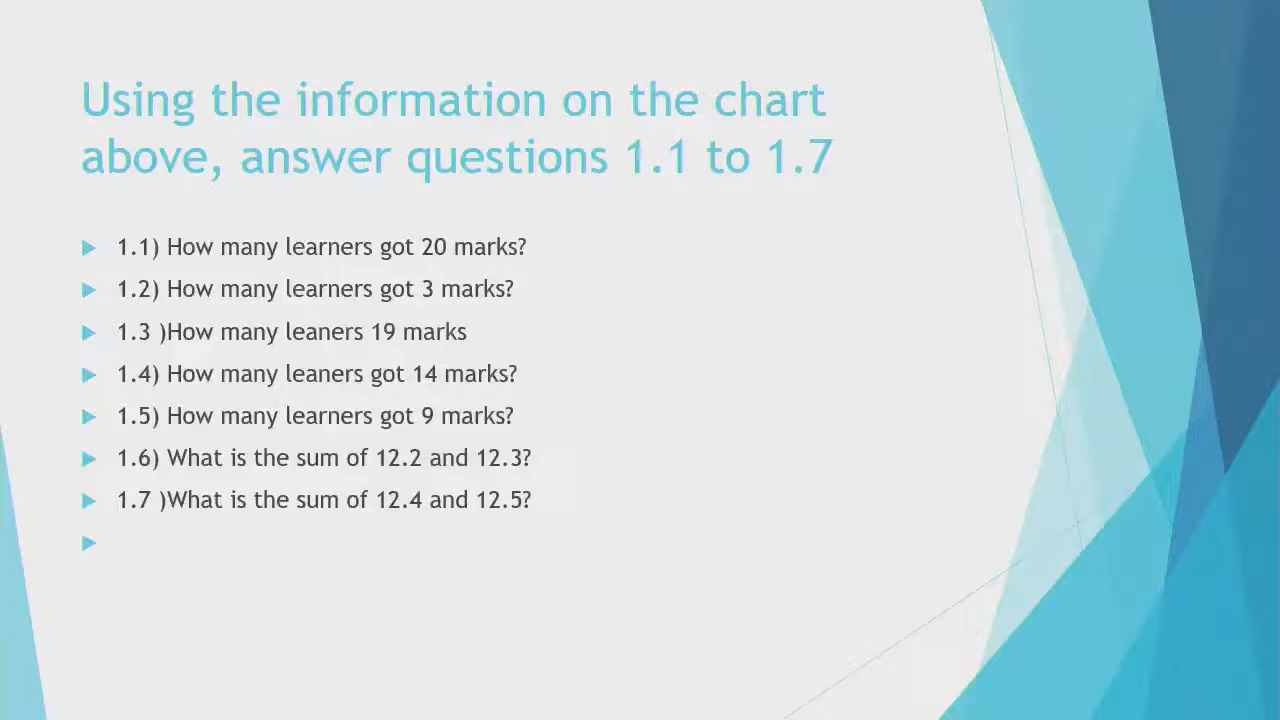 Using the information on the chart
above, answer questions 1.1 to 1.7
1.1) How many learners got 20 marks?
1.2) How many learners got 3 marks?
1.3 )How many leaners 19 marks
1.4) How many leaners got 14 marks?
1.5) How many learners got 9 marks?
1.6) What is the sum of 12.2 and 12.3?
1.7 )What is the sum of 12.4 and 12.5?